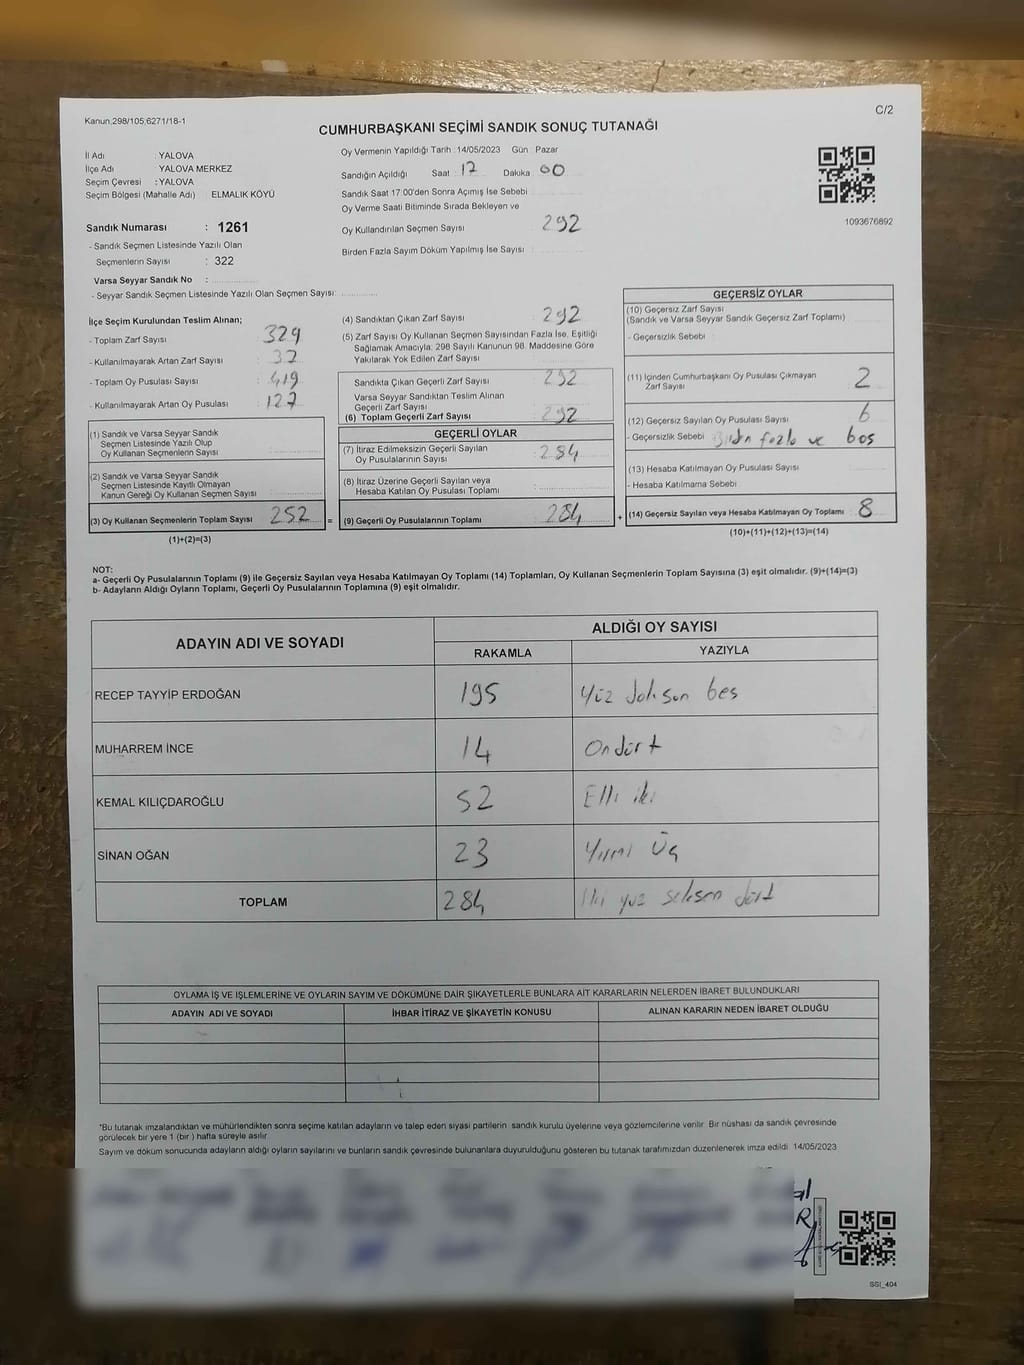 Kanun,298/105,6271/18-1
C/2
CUMHURBAŞKANI SEÇİMİ SANDIK SONUÇ TUTANAĞI
İl Adı : YALOVA
İlçe Adı : YALOVA MERKEZ
Seçim Çevresi : YALOVA
Seçim Bölgesi (Mahalle Adı) ELMALIK KÖYÜ
Sandık Numarası : 1261
- Sandık Seçmen Listesinde Yazılı Olan
Seçmenlerin Sayısı : 322
Varsa Seyyar Sandık No :
- Seyyar Sandık Seçmen Listesinde Yazılı Olan Seçmen Sayısı:
Oy Vermenin Yapıldığı Tarih :14/05/2023 Gün : Pazar
Sandığın Açıldığı Saat : 17 Dakika : 00
Sandık Saat 17:00'den Sonra Açımış İse Sebebi
Oy Verme Saati Bitiminde Sırada Bekleyen ve
Oy Kullandırılan Seçmen Sayısı : 292
Birden Fazla Sayım Döküm Yapılmış İse Sayısı :
1093676892
İlçe Seçim Kurulundan Teslim Alınan;
- Toplam Zarf Sayısı : 329
- Kullanılmayarak Artan Zarf Sayısı : 37
- Toplam Oy Pusulası Sayısı : 419
- Kullanılmayarak Artan Oy Pusulası : 127
(1) Sandık ve Varsa Seyyar Sandık
Seçmen Listesinde Yazılı Olup
Oy Kullanan Seçmenlerin Sayısı :
(2) Sandık ve Varsa Seyyar Sandık
Seçmen Listesinde Kayıtlı Olmayan
Kanun Gereği Oy Kullanan Seçmen Sayısı :
(3) Oy Kullanan Seçmenlerin Toplam Sayısı : 292 =
(1)+(2)=(3)
(4) Sandıktan Çıkan Zarf Sayısı : 292
(5) Zarf Sayısı Oy Kullanan Seçmen Sayısından Fazla İse, Eşitliği
Sağlamak Amacıyla; 298 Sayılı Kanunun 98. Maddesine Göre
Yakılarak Yok Edilen Zarf Sayısı :
Sandıkta Çıkan Geçerli Zarf Sayısı : 292
Varsa Seyyar Sandıktan Teslim Alınan
Geçerli Zarf Sayısı :
(6) Toplam Geçerli Zarf Sayısı : 292
GEÇERLİ OYLAR
(7) İtiraz Edilmeksizin Geçerli Sayılan
Oy Pusulalarının Sayısı : 284
(8) İtiraz Üzerine Geçerli Sayılan veya
Hesaba Katılan Oy Pusulası Toplamı :
(9) Geçerli Oy Pusulalarının Toplamı : 284 +
GEÇERSİZ OYLAR
(10) Geçersiz Zarf Sayısı
(Sandık ve Varsa Seyyar Sandık Geçersiz Zarf Toplamı)
- Geçersizlik Sebebi :
(11) İçinden Cumhurbaşkanı Oy Pusulası Çıkmayan
Zarf Sayısı : 2
(12) Geçersiz Sayılan Oy Pusulası Sayısı : 6
- Geçersizlik Sebebi : Birden fazla ve boş
(13) Hesaba Katılmayan Oy Pusulası Sayısı :
- Hesaba Katılmama Sebebi :
(14) Geçersiz Sayılan veya Hesaba Katılmayan Oy Toplamı : 8
(10)+(11)+(12)+(13)=(14)
NOT:
a- Geçerli Oy Pusulalarının Toplamı (9) ile Geçersiz Sayılan veya Hesaba Katılmayan Oy Toplamı (14) Toplamları, Oy Kullanan Seçmenlerin Toplam Sayısına (3) eşit olmalıdır. (9)+(14)=(3)
b- Adayların Aldığı Oyların Toplamı, Geçerli Oy Pusulalarının Toplamına (9) eşit olmalıdır.
ADAYIN ADI VE SOYADI
ALDIĞI OY SAYISI
RAKAMLA YAZIYLA
RECEP TAYYİP ERDOĞAN 195 Yüz doksan beş
MUHARREM İNCE 14 Ondört
KEMAL KILIÇDAROĞLU 52 Elli iki
SİNAN OĞAN 23 Yirmi Üç
TOPLAM 284 İki yüz seksen dört
OYLAMA İŞ VE İŞLEMLERİNE VE OYLARIN SAYIM VE DÖKÜMÜNE DAİR ŞİKAYETLERLE BUNLARA AİT KARARLARIN NELERDEN İBARET BULUNDUKLARI
ADAYIN ADI VE SOYADI İHBAR İTİRAZ VE ŞİKAYETİN KONUSU ALINAN KARARIN NEDEN İBARET OLDUĞU
*Bu tutanak imzalandıktan ve mühürlendikten sonra seçime katılan adayların ve talep eden siyasi partilerin sandık kurulu üyelerine veya gözlemcilerine verilir. Bir nüshası da sandık çevresinde
görülecek bir yere 1 (bir ) hafta süreyle asılır
Sayım ve döküm sonucunda adayların aldığı oyların sayılarını ve bunların sandık çevresinde bulunanlara duyurulduğunu gösteren bu tutanak tarafımızdan düzenlenerek imza edildi 14/05/2023
SSİ_404